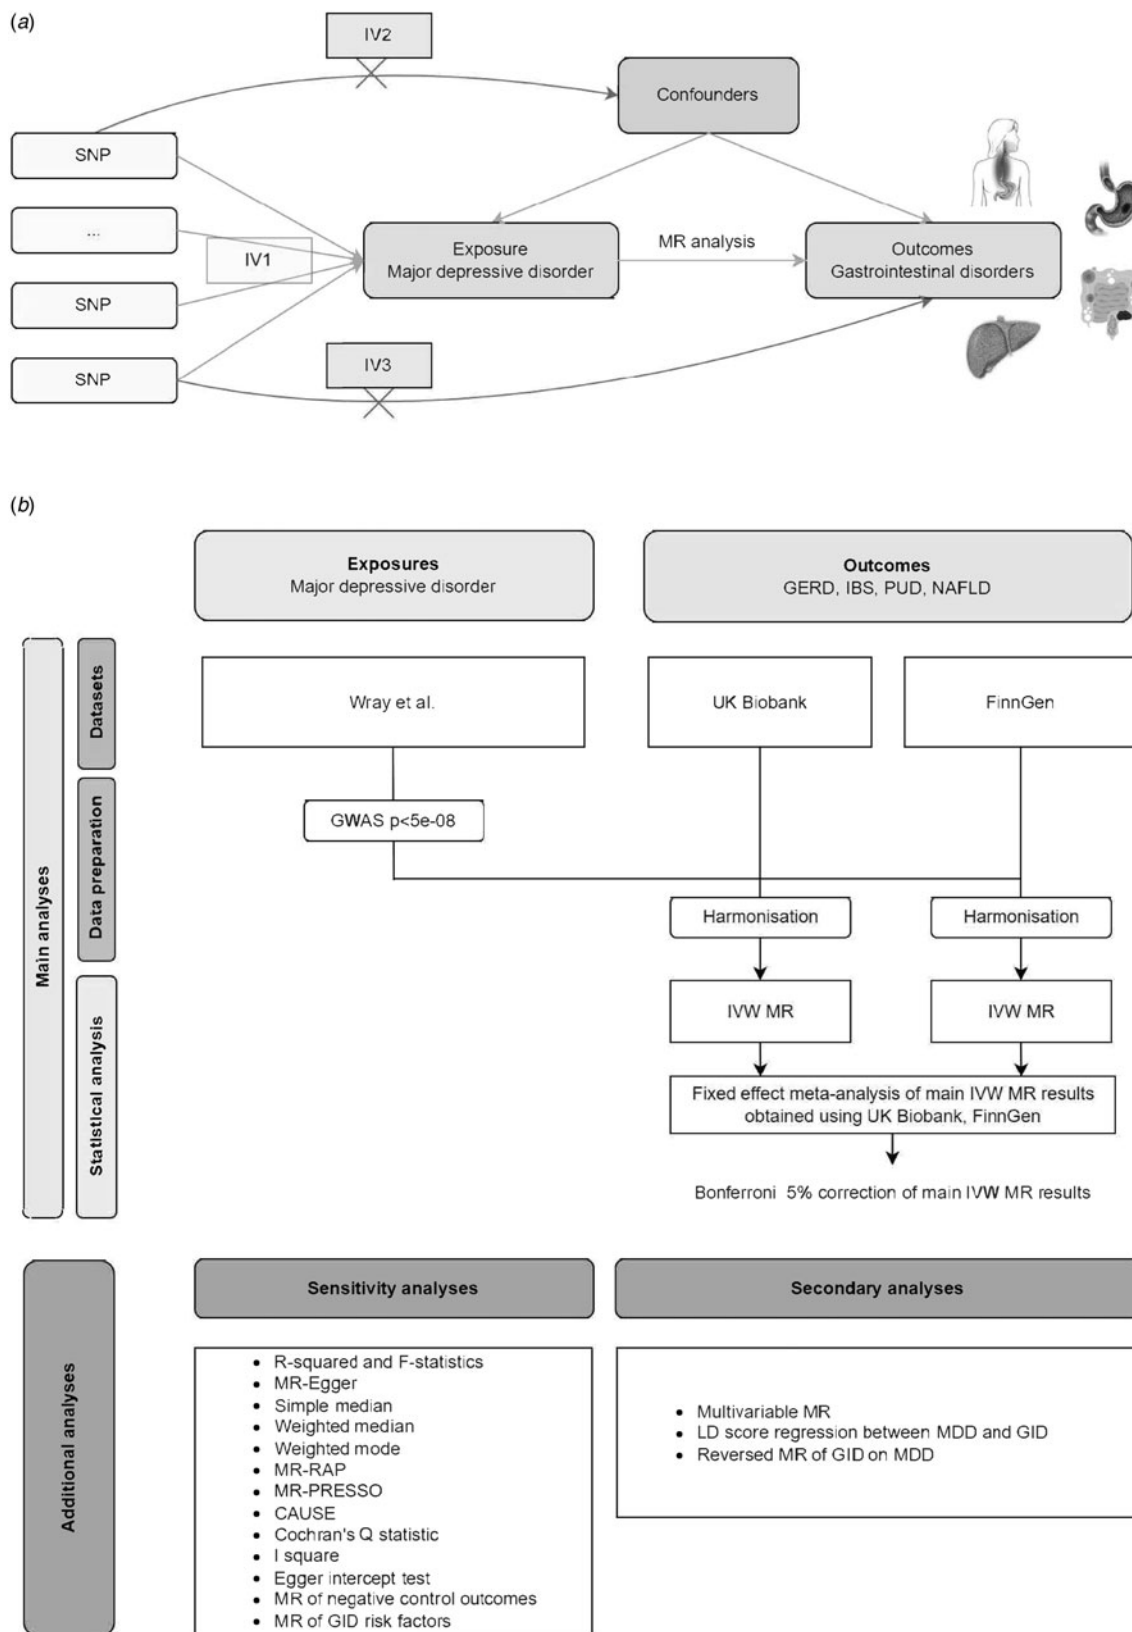 (a)
IV2
Confounders
SNP
...
IV1
SNP
SNP
Exposure
Major depressive disorder
MR analysis
Outcomes
Gastrointestinal disorders
IV3
(b)
Exposures
Major depressive disorder
Outcomes
GERD, IBS, PUD, NAFLD
Main analyses
Datasets
Wray et al.
UK Biobank
FinnGen
Data preparation
GWAS p<5e-08
Harmonisation
Harmonisation
Statistical analysis
IVW MR
IVW MR
Fixed effect meta-analysis of main IVW MR results
obtained using UK Biobank, FinnGen
Bonferroni 5% correction of main IVW MR results
Additional analyses
Sensitivity analyses
• R-squared and F-statistics
• MR-Egger
• Simple median
• Weighted median
• Weighted mode
• MR-RAP
• MR-PRESSO
• CAUSE
• Cochran's Q statistic
• I square
• Egger intercept test
• MR of negative control outcomes
• MR of GID risk factors
Secondary analyses
• Multivariable MR
• LD score regression between MDD and GID
• Reversed MR of GID on MDD